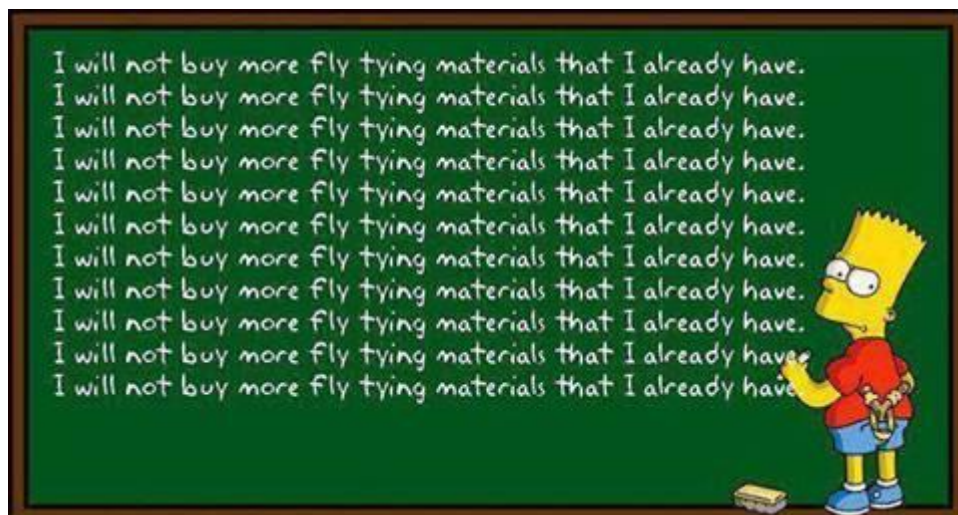 I will not buy more fly tying materials that I already have.
I will not buy more fly tying materials that I already have.
I will not buy more fly tying materials that I already have.
I will not buy more fly tying materials that I already have.
I will not buy more fly tying materials that I already have.
I will not buy more fly tying materials that I already have.
I will not buy more fly tying materials that I already have.
I will not buy more fly tying materials that I already have.
I will not buy more fly tying materials that I already have.
I will not buy more fly tying materials that I already have
I will not buy more fly tying materials that I already have